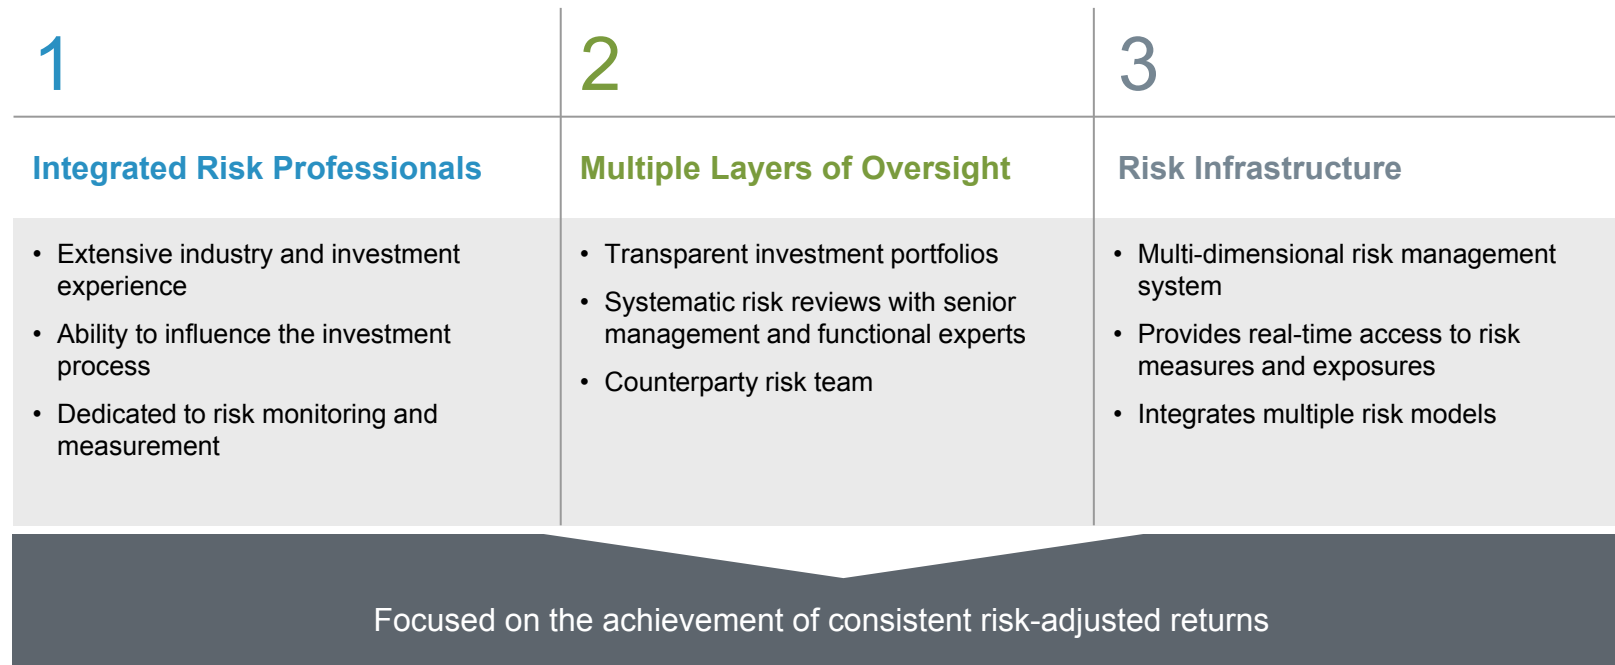 1
Integrated Risk Professionals
• Extensive industry and investment
experience
• Ability to influence the investment
process
• Dedicated to risk monitoring and
measurement
2
Multiple Layers of Oversight
• Transparent investment portfolios
• Systematic risk reviews with senior
management and functional experts
• Counterparty risk team
3
Risk Infrastructure
• Multi-dimensional risk management
system
• Provides real-time access to risk
measures and exposures
• Integrates multiple risk models
Focused on the achievement of consistent risk-adjusted returns